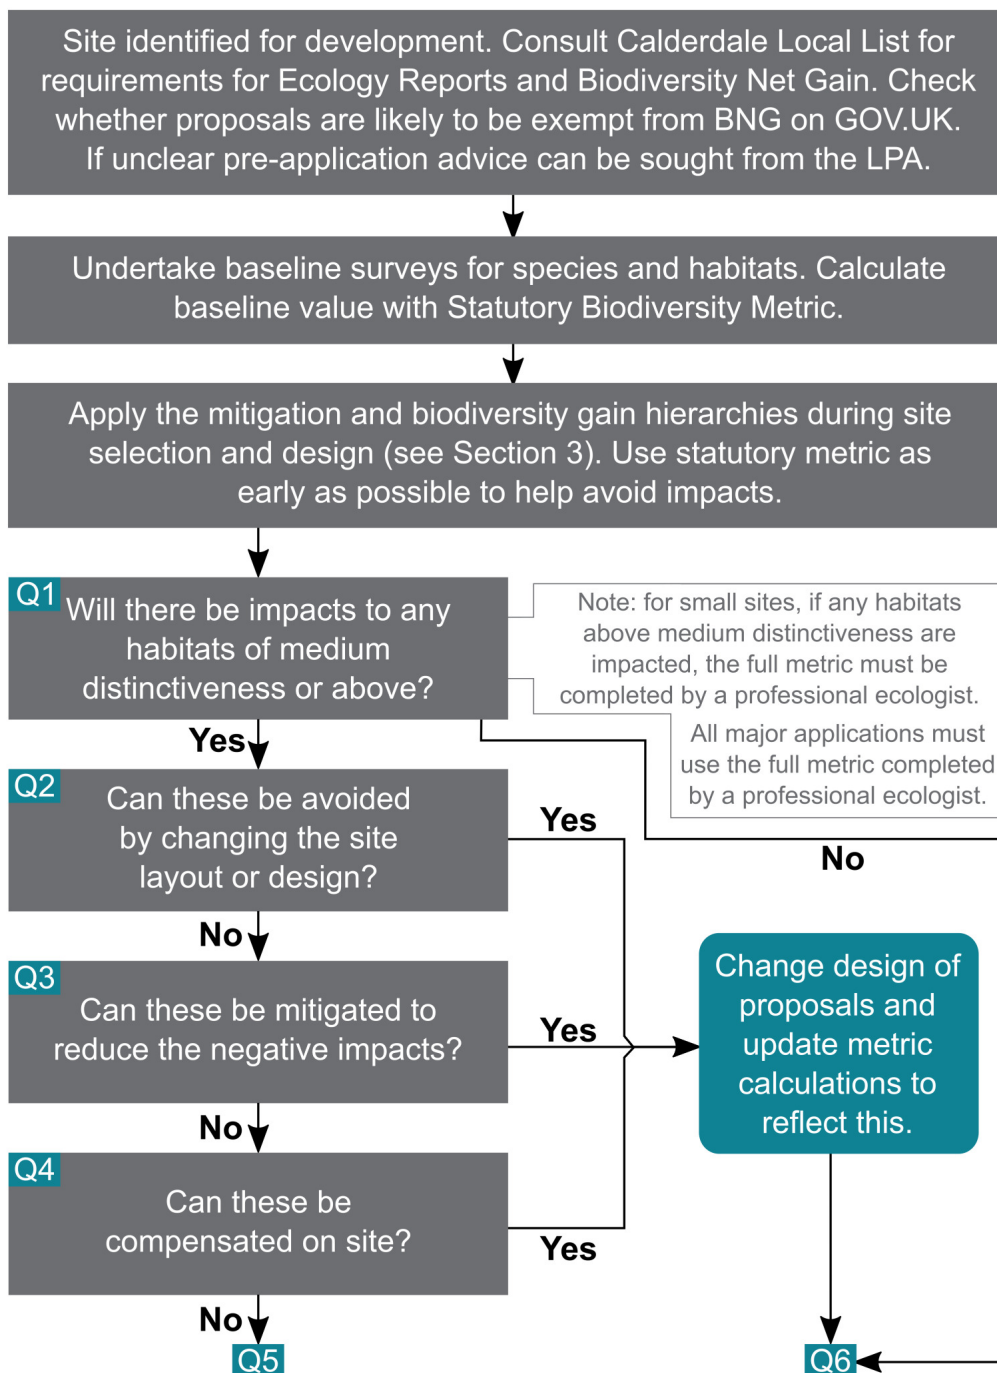 Site identified for development. Consult Calderdale Local List for
requirements for Ecology Reports and Biodiversity Net Gain. Check
whether proposals are likely to be exempt from BNG on GOV.UK.
If unclear pre-application advice can be sought from the LPA.
Undertake baseline surveys for species and habitats. Calculate
baseline value with Statutory Biodiversity Metric.
Apply the mitigation and biodiversity gain hierarchies during site
selection and design (see Section 3). Use statutory metric as
early as possible to help avoid impacts.
Q1
Will there be impacts to any
habitats of medium
distinctiveness or above?
Note: for small sites, if any habitats
above medium distinctiveness are
impacted, the full metric must be
completed by a professional ecologist.
All major applications must
use the full metric completed
by a professional ecologist.
Yes
No
Q2
Can these be avoided
by changing the site
layout or design?
Yes
No
Q3
Can these be mitigated to
reduce the negative impacts?
Yes
Change design of
proposals and
update metric
calculations to
reflect this.
No
Q4
Can these be
compensated on site?
Yes
No
Q5
Q6